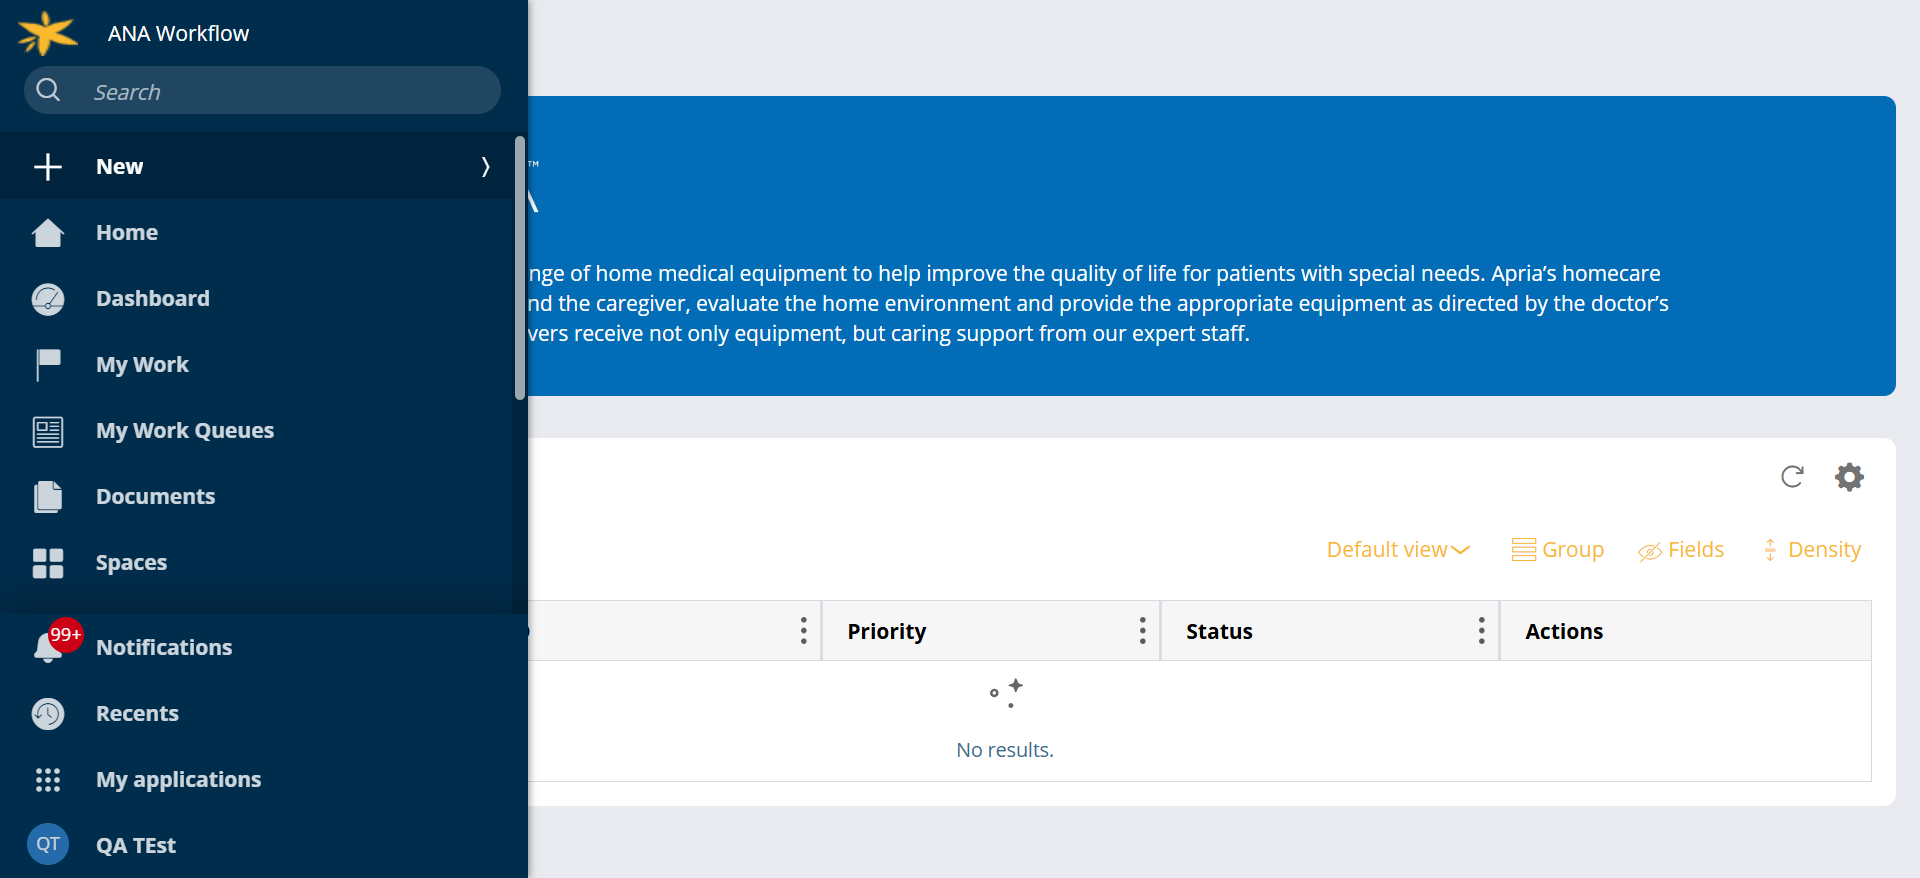 ANA Workflow
Search
New
Home
Dashboard
My Work
My Work Queues
Documents
Spaces
99+
Notifications
Recents
My applications
QT
QA TEst
™
nge of home medical equipment to help improve the quality of life for patients with special needs. Apria’s homecare
nd the caregiver, evaluate the home environment and provide the appropriate equipment as directed by the doctor’s
vers receive not only equipment, but caring support from our expert staff.
Default view Group Fields Density
Priority Status Actions
No results.